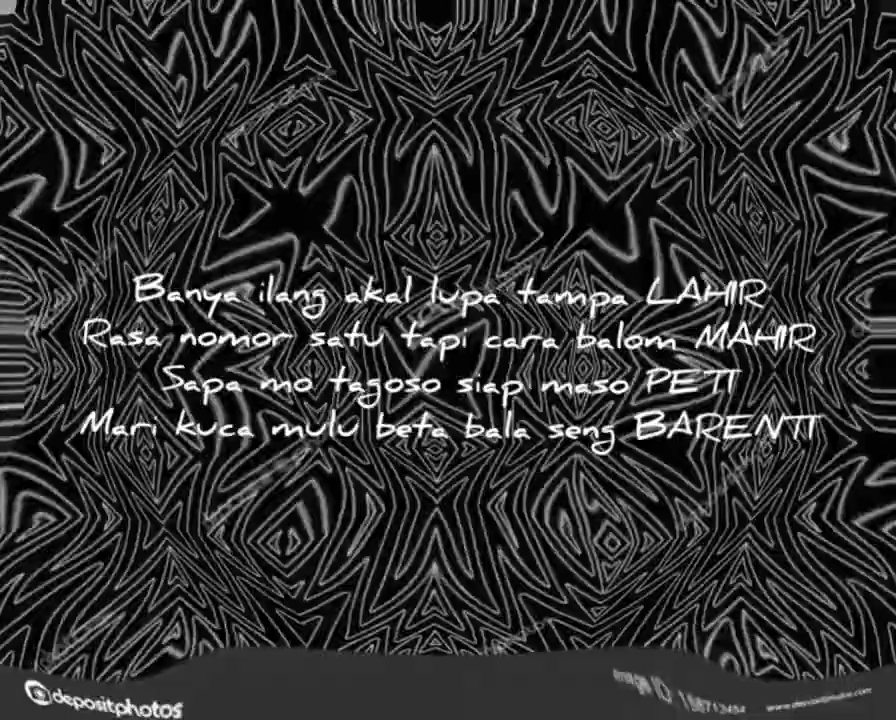 Banya ilang akal lupa tampa LAHIR
Rasa nomor satu tapi cara balom MAHIR
Sapa mo tagoso siap maso PETI
Mari kuca mulu beta bala seng BARENTI
depositphotos